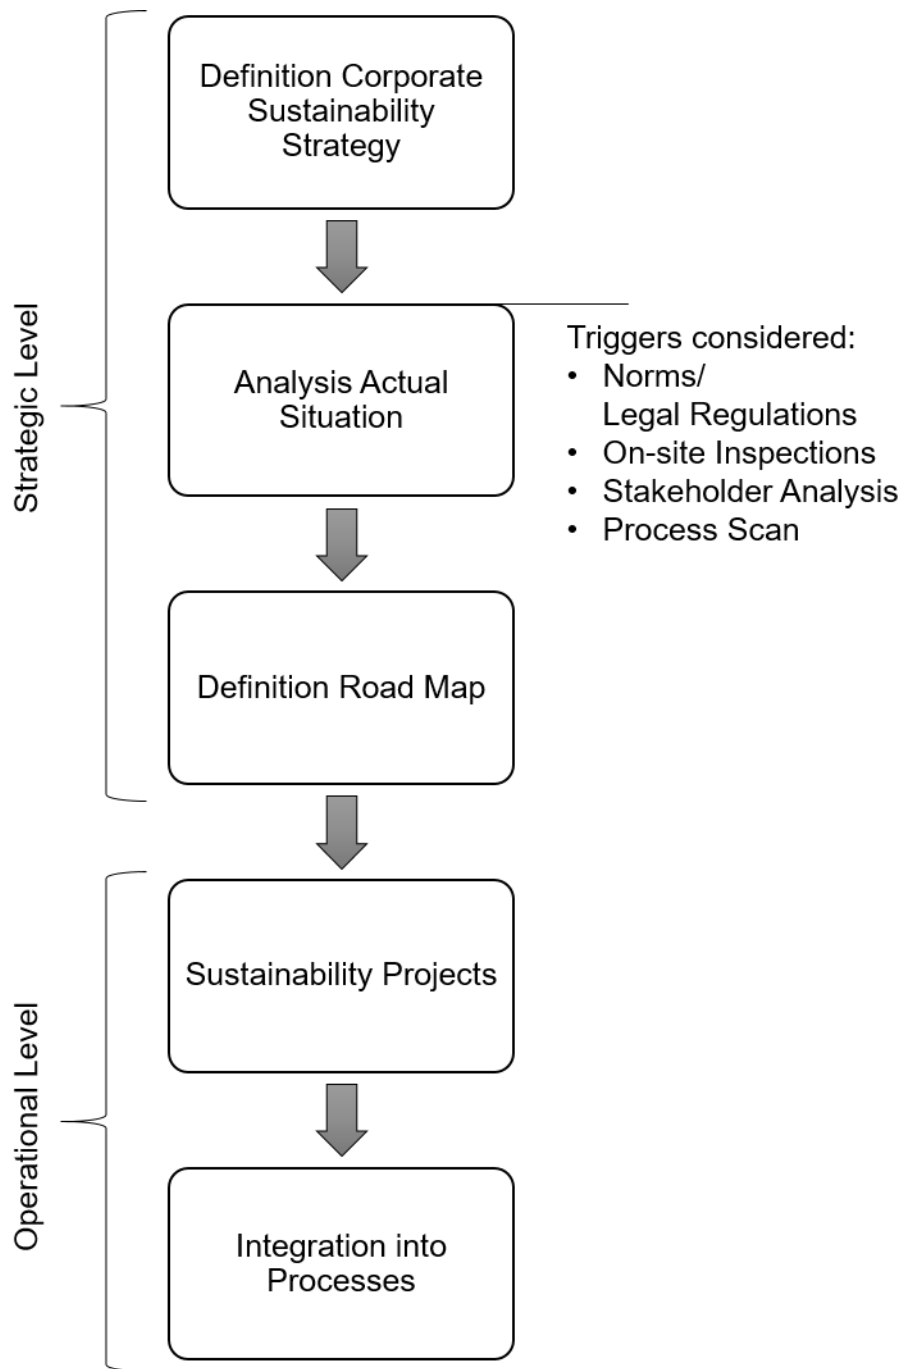 Definition Corporate
Sustainability
Strategy
Strategic Level
Analysis Actual
Situation
Triggers considered:
• Norms/
Legal Regulations
• On-site Inspections
• Stakeholder Analysis
• Process Scan
Definition Road Map
Operational Level
Sustainability Projects
Integration into
Processes